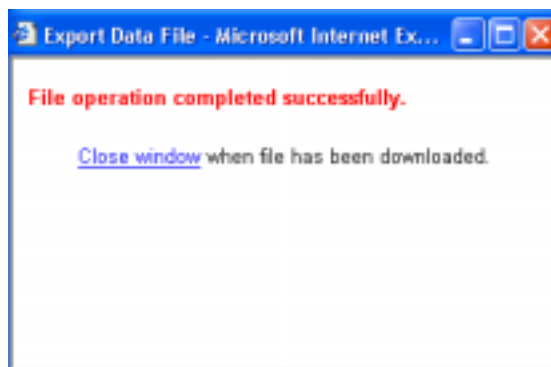 Export Data File - Microsoft Internet Ex...
File operation completed successfully.
Close window when file has been downloaded.